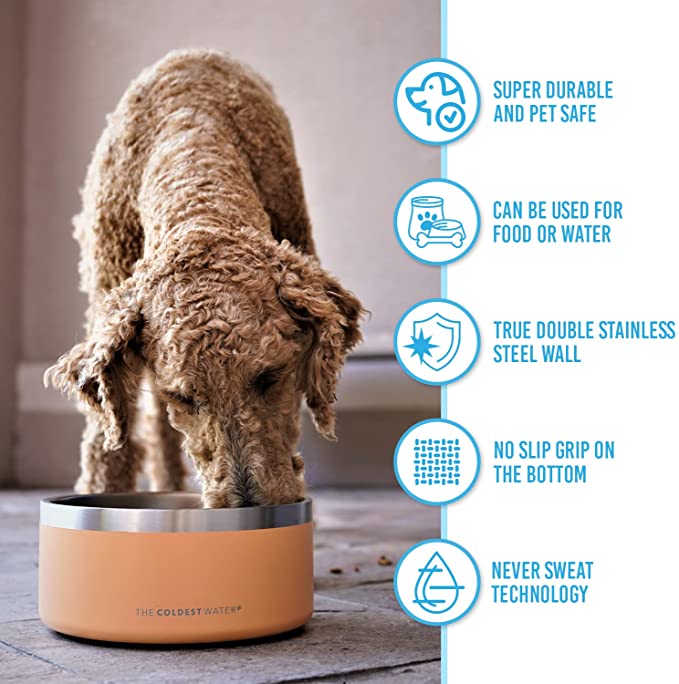 SUPER DURABLE
AND PET SAFE
CAN BE USED FOR
FOOD OR WATER
TRUE DOUBLE STAINLESS
STEEL WALL
NO SLIP GRIP ON
THE BOTTOM
NEVER SWEAT
TECHNOLOGY
THE COLDEST WATER®